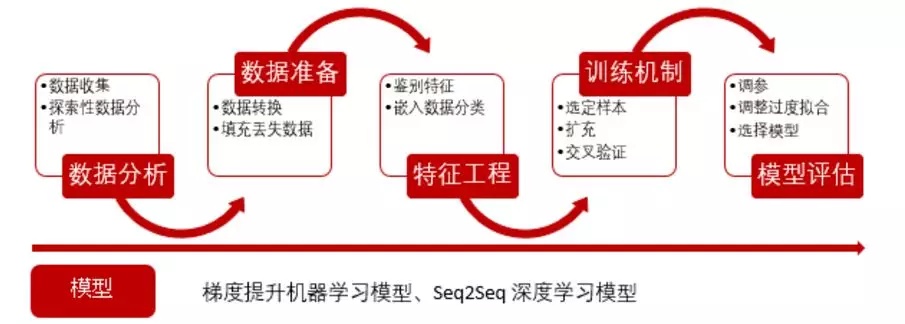 • 数据收集
• 探索性数据分
析
数据分析
数据准备
• 数据转换
• 填充丢失数据
• 鉴别特征
• 嵌入数据分类
特征工程
训练机制
• 选定样本
• 扩充
• 交叉验证
• 调参
• 调整过度拟合
• 选择模型
模型评估
模型
梯度提升机器学习模型、Seq2Seq 深度学习模型